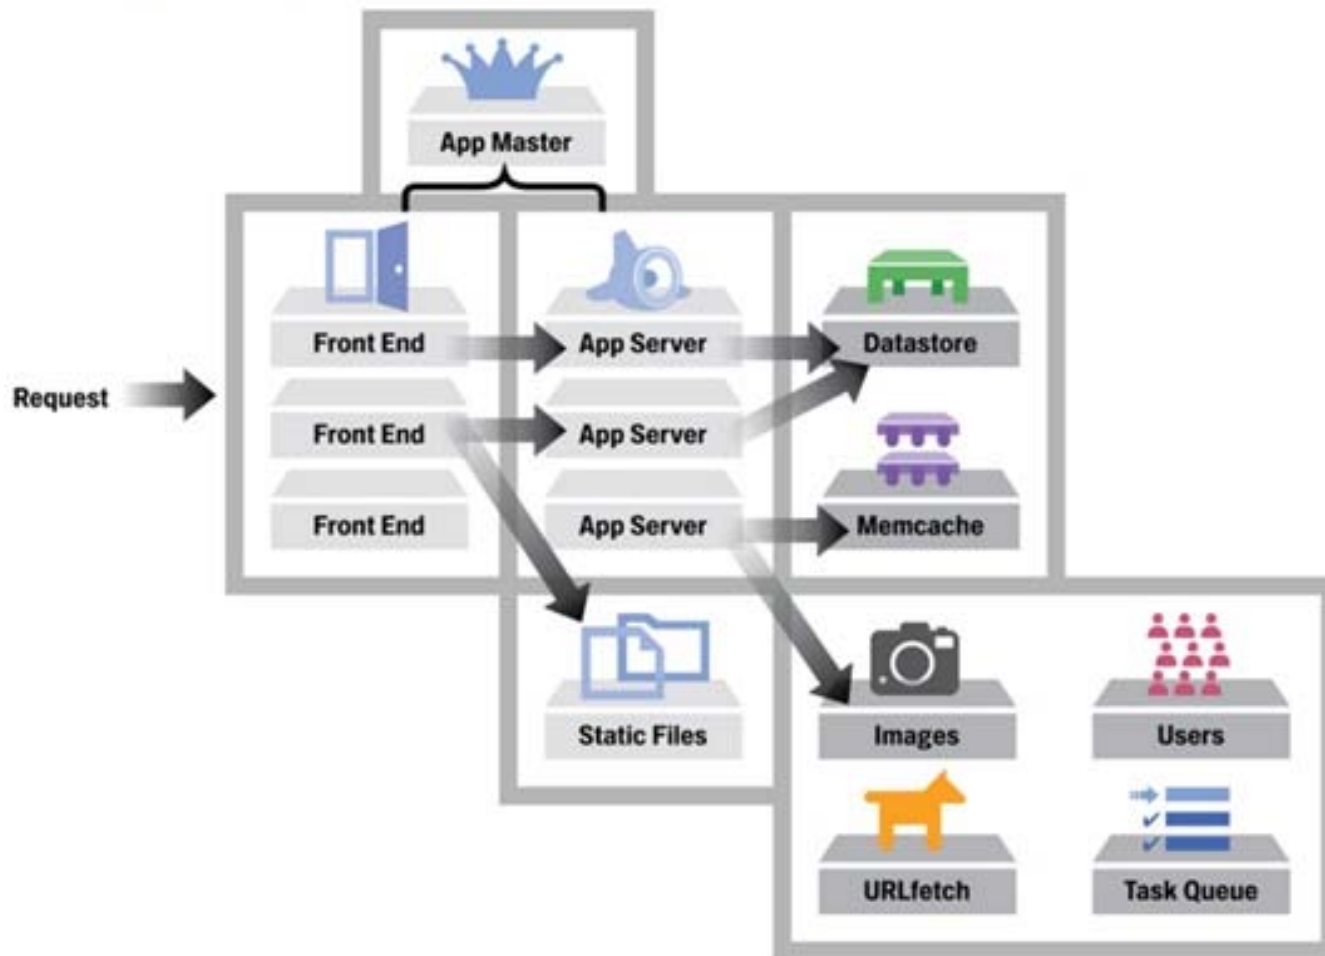 App Master
Front End
App Server
Datastore
Request
Front End
App Server
Front End
App Server
Memcache
Static Files
Images
Users
URLfetch
Task Queue